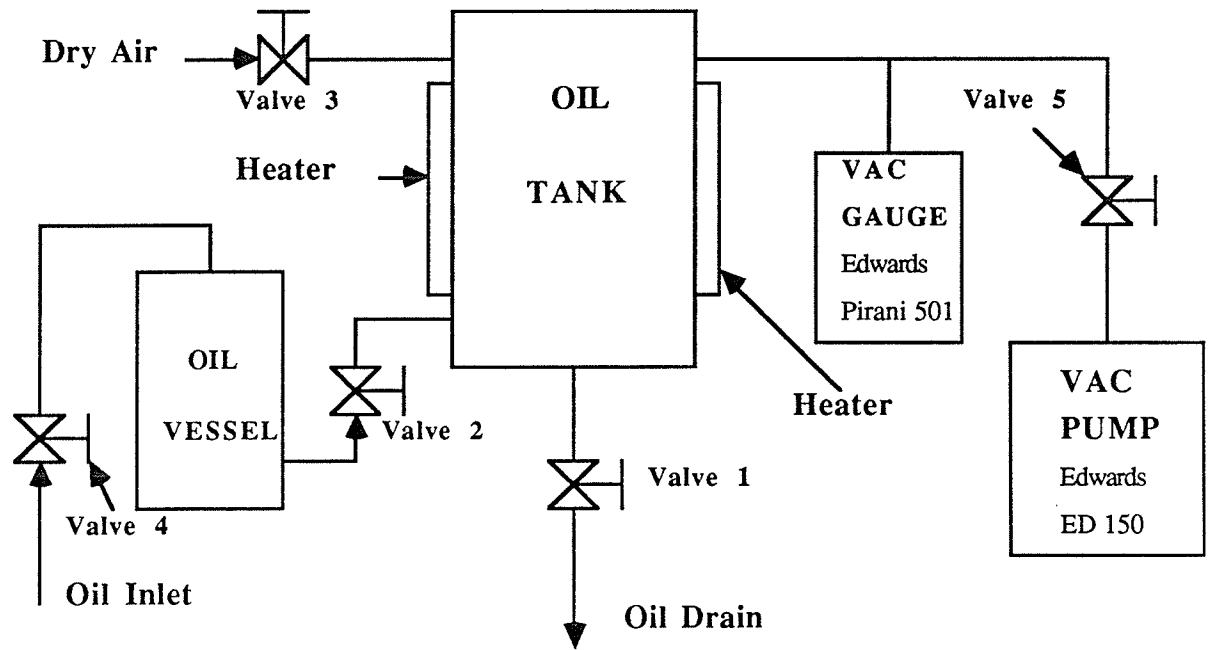 Dry Air
Valve 3
Heater
OIL
TANK
Valve 5
VAC
GAUGE
Edwards
Pirani 501
OIL
VESSEL
Valve 2
Valve 4
Oil Inlet
Valve 1
Oil Drain
Heater
VAC
PUMP
Edwards
ED 150